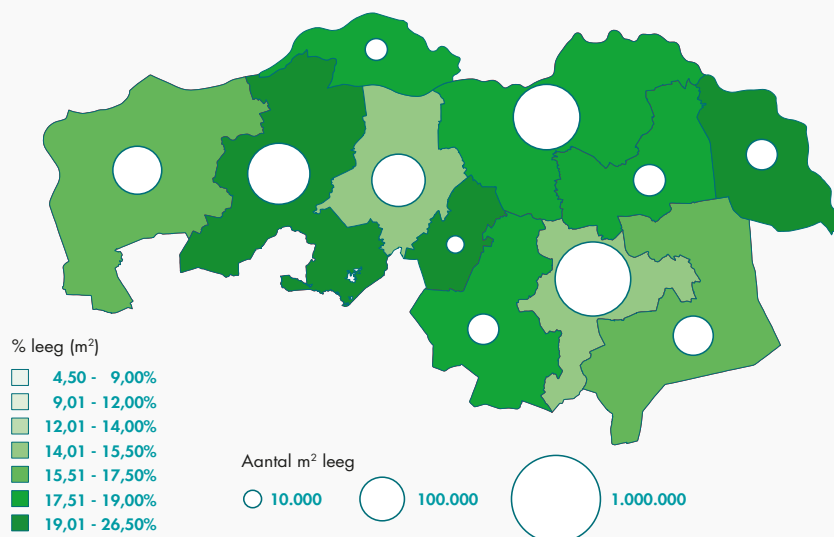 % leeg (m²)
4,50 - 9,00%
9,01 - 12,00%
12,01 - 14,00%
14,01 - 15,50%
15,51 - 17,50%
17,51 - 19,00%
19,01 - 26,50%
Aantal m² leeg
10.000
100.000
1.000.000